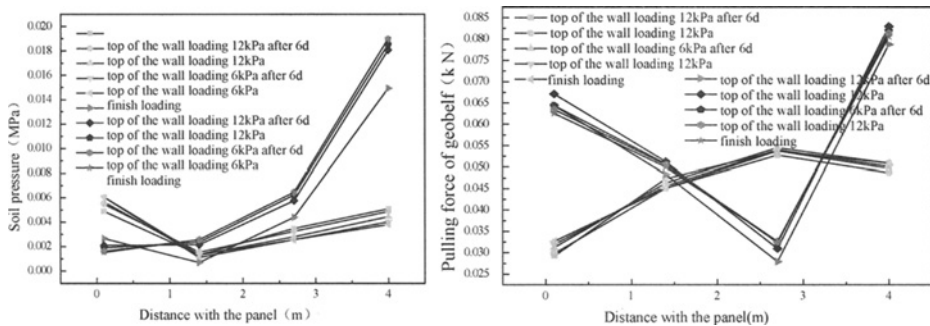 0.020
0.018
0.016
0.014
0.012
0.010
0.008
0.006
0.004
0.002
0.000
Soil pressure (MPa)
top of the wall loading 12kPa after 6d
top of the wall loading 12kPa
top of the wall loading 6kPa after 6d
top of the wall loading 6kPa
finish loading
top of the wall loading 12kPa after 6d
top of the wall loading 12kPa
top of the wall loading 6kPa after 6d
top of the wall loading 6kPa
finish loading
0 1 2 3 4
Distance with the panel (m)
0.085
0.080
0.075
0.070
0.065
0.060
0.055
0.050
0.045
0.040
0.035
0.030
0.025
Pulling force of geobelf (kN)
top of the wall loading 12kPa after 6d
top of the wall loading 12kPa
top of the wall loading 6kPa after 6d
top of the wall loading 12kPa
finish loading
top of the wall loading 12kPa after 6d
top of the wall loading 12kPa
top of the wall loading 6kPa after 6d
top of the wall loading 12kPa
finish loading
0 1 2 3 4
Distance with the panel(m)